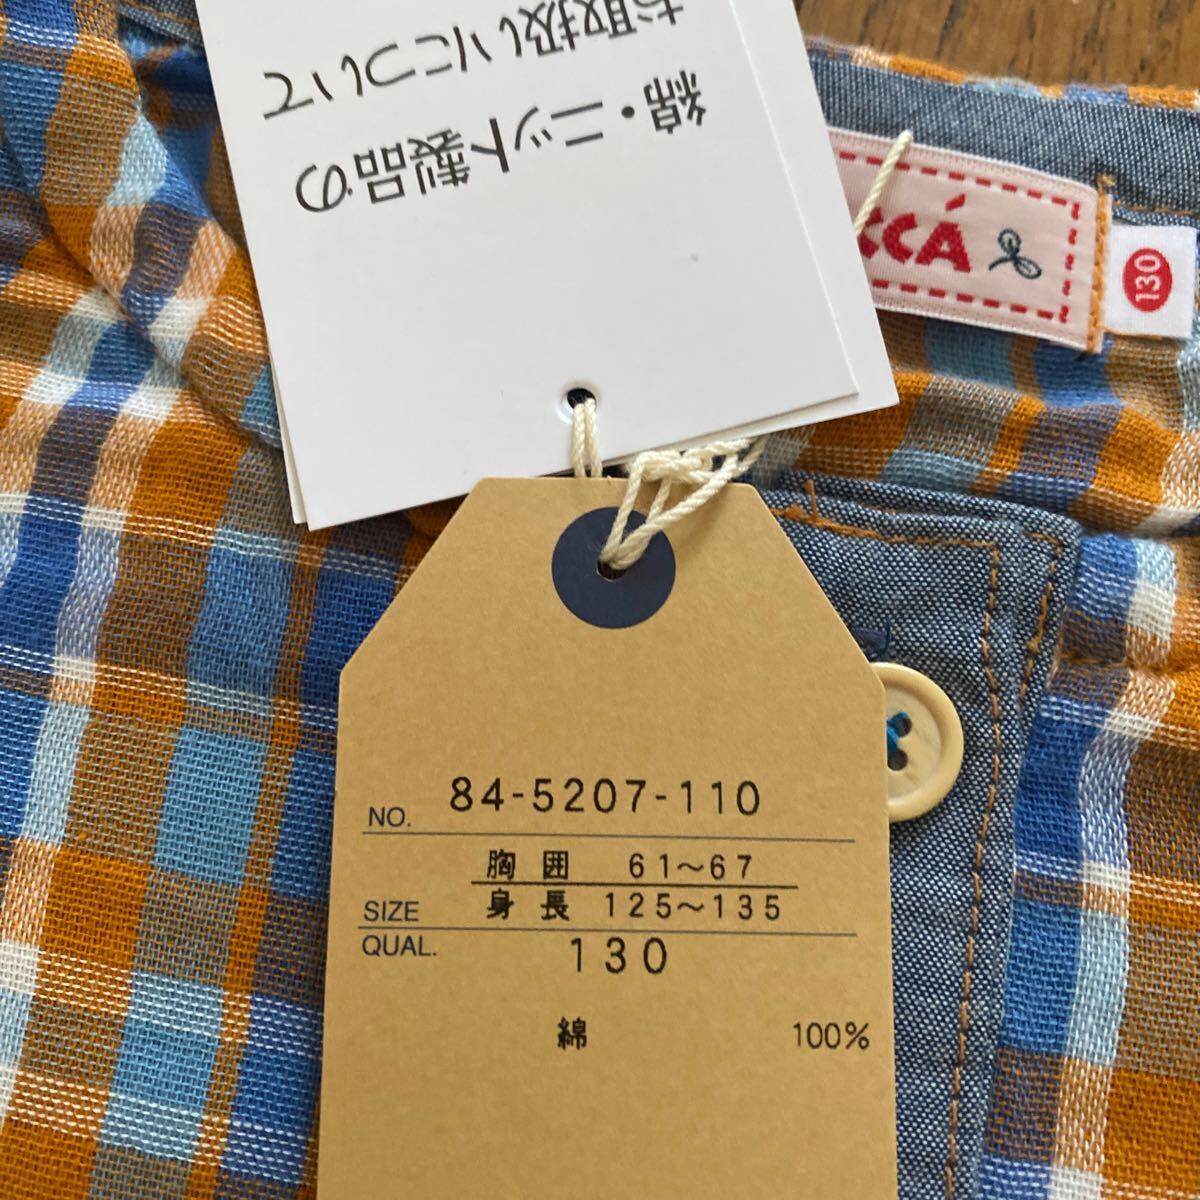 綿・ニット製品の
お取扱いについて
CCÁ
130
NO. 84-5207-110
胸囲 61～67
SIZE 身長 125～135
QUAL. 130
綿 100%